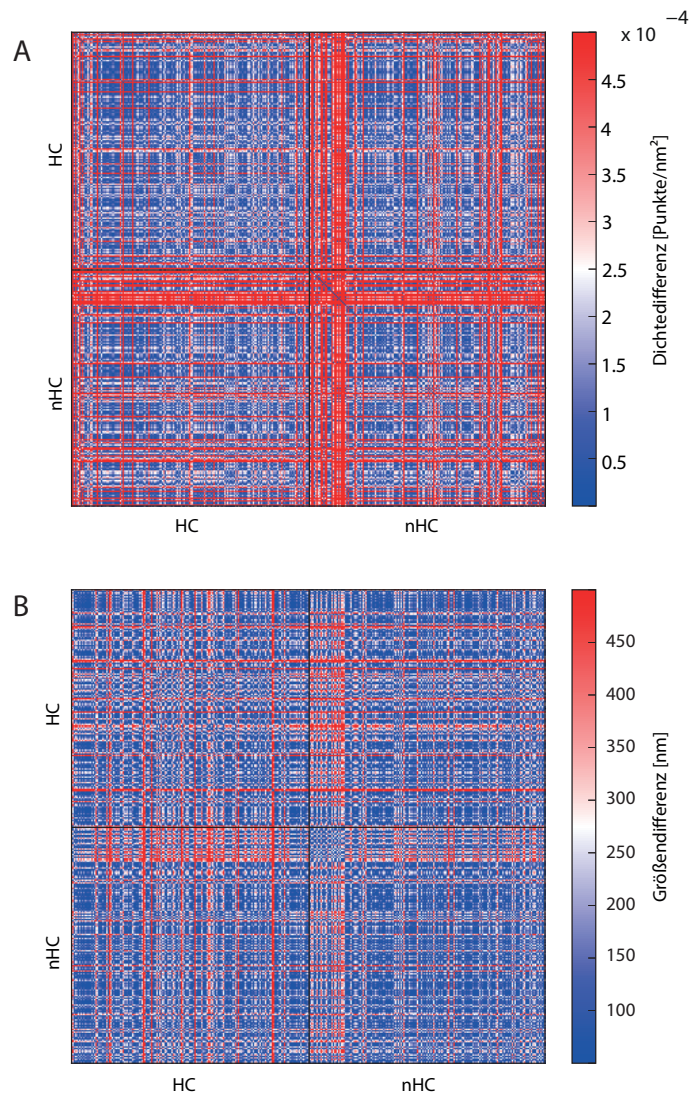 A
HC
nHC
HC
nHC
x 10
−4
4.5
4
3.5
3
2.5
2
1.5
1
0.5
Dichtedifferenz [Punkte/nm²]
B
HC
nHC
HC
nHC
450
400
350
300
250
200
150
100
Größendifferenz [nm]